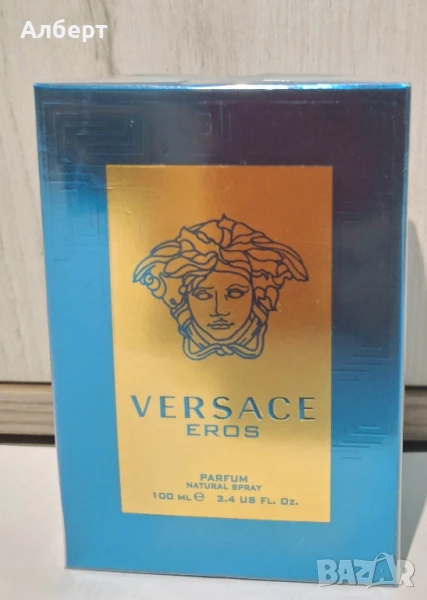 Алберт
VERSACE
EROS
PARFUM
NATURAL SPRAY
100 ML e 3.4 US FL. OZ.
BAZAR